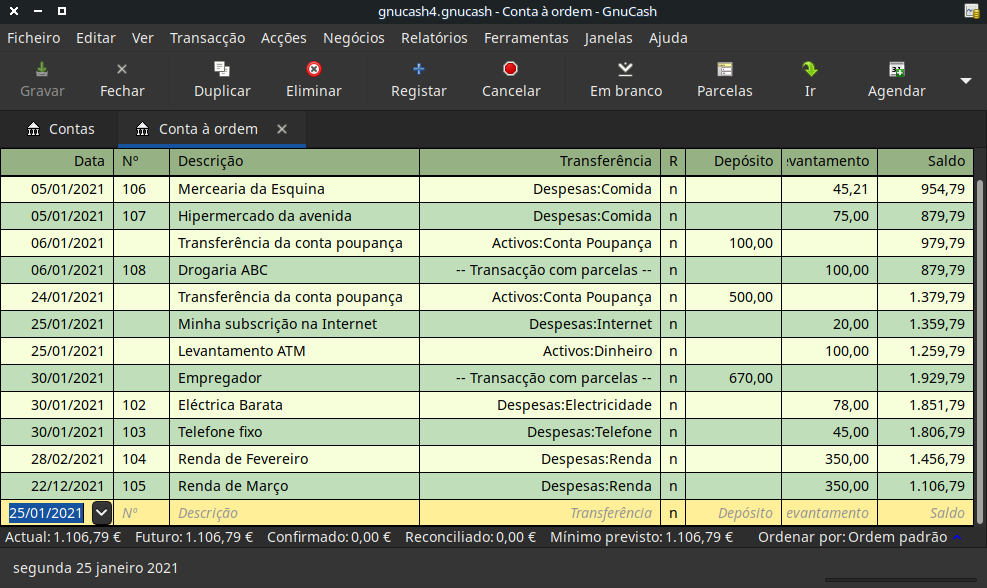 gnucash4.gnucash - Conta à ordem - GnuCash
Ficheiro Editar Ver Transacção Acções Negócios Relatórios Ferramentas Janelas Ajuda
Gravar Fechar Duplicar Eliminar Registar Cancelar Em branco Parcelas Ir Agendar
Contas Conta à ordem
Data Nº Descrição Transferência R Depósito evantamento Saldo
05/01/2021 106 Mercearia da Esquina Despesas:Comida n 45,21 954,79
05/01/2021 107 Hipermercado da avenida Despesas:Comida n 75,00 879,79
06/01/2021 Transferência da conta poupança Activos:Conta Poupança n 100,00 979,79
06/01/2021 108 Drogaria ABC -- Transacção com parcelas -- n 100,00 879,79
24/01/2021 Transferência da conta poupança Activos:Conta Poupança n 500,00 1.379,79
25/01/2021 Minha subscrição na Internet Despesas:Internet n 20,00 1.359,79
25/01/2021 Levantamento ATM Activos:Dinheiro n 100,00 1.259,79
30/01/2021 Empregador -- Transacção com parcelas -- n 670,00 1.929,79
30/01/2021 102 Eléctrica Barata Despesas:Electricidade n 78,00 1.851,79
30/01/2021 103 Telefone fixo Despesas:Telefone n 45,00 1.806,79
28/02/2021 104 Renda de Fevereiro Despesas:Renda n 350,00 1.456,79
22/12/2021 105 Renda de Março Despesas:Renda n 350,00 1.106,79
25/01/2021 Nº Descrição Transferência n Depósito evantamento Saldo
Actual: 1.106,79 € Futuro: 1.106,79 € Confirmado: 0,00 € Reconciliado: 0,00 € Mínimo previsto: 1.106,79 € Ordenar por: Ordem padrão
segunda 25 janeiro 2021